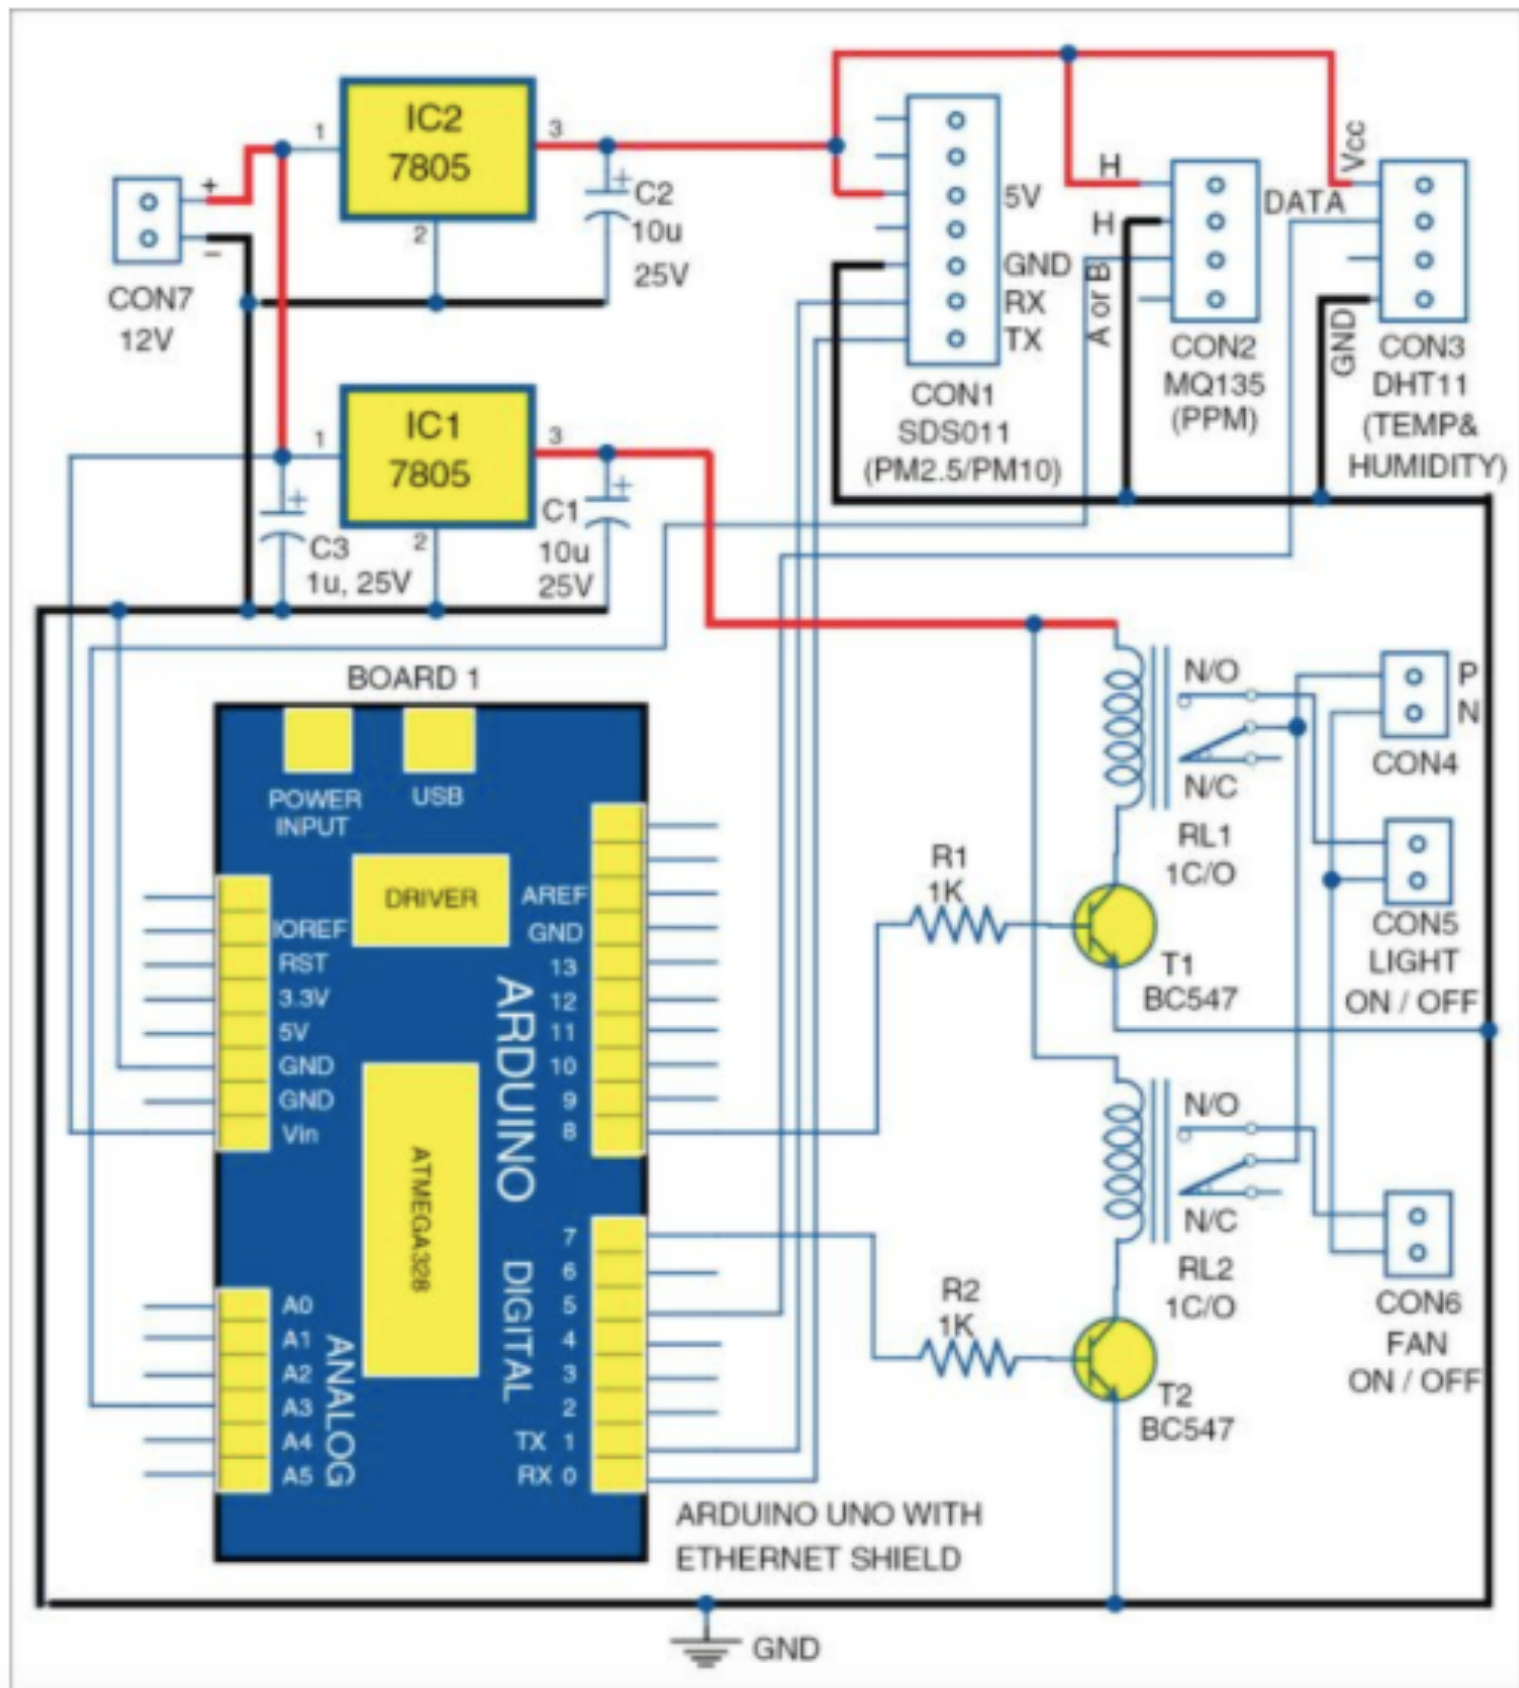 IC2
7805
1
3
2
+
C2
10u
25V
+
–
CON7
12V
5V
GND
RX
TX
CON1
SDS011
(PM2.5/PM10)
H
H
A or B
CON2
MQ135
(PPM)
Vcc
DATA
GND
CON3
DHT11
(TEMP&
HUMIDITY)
IC1
7805
1
3
2
+
C3
1u, 25V
+
C1
10u
25V
BOARD 1
POWER
INPUT
USB
DRIVER
IOREF
RST
3.3V
5V
GND
GND
Vin
AREF
GND
13
12
11
10
9
8
ARDUINO
ATMEGA328
7
6
5
4
3
2
TX 1
RX 0
DIGITAL
A0
A1
A2
A3
A4
A5
ANALOG
ARDUINO UNO WITH
ETHERNET SHIELD
N/O
N/C
RL1
1C/O
P
N
CON4
R1
1K
T1
BC547
CON5
LIGHT
ON / OFF
N/O
N/C
RL2
1C/O
R2
1K
T2
BC547
CON6
FAN
ON / OFF
GND